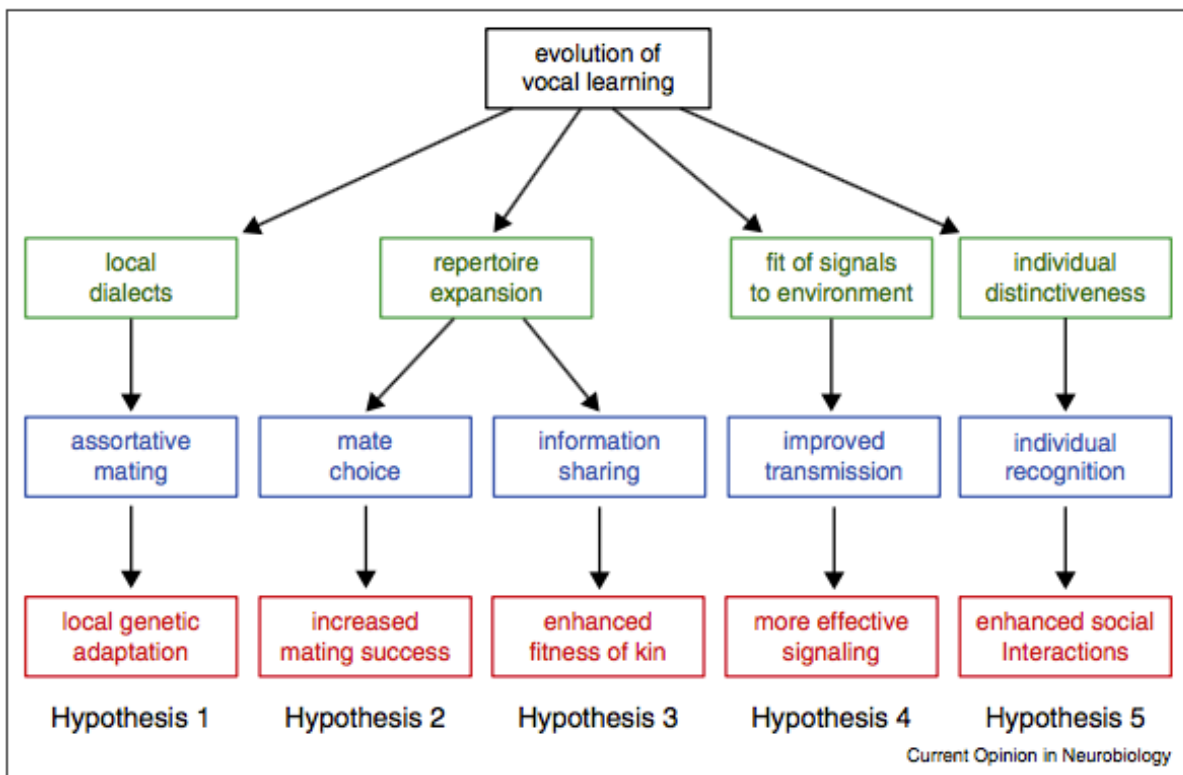 evolution of
vocal learning
local
dialects
repertoire
expansion
fit of signals
to environment
individual
distinctiveness
assortative
mating
mate
choice
information
sharing
improved
transmission
individual
recognition
local genetic
adaptation
increased
mating success
enhanced
fitness of kin
more effective
signaling
enhanced social
Interactions
Hypothesis 1
Hypothesis 2
Hypothesis 3
Hypothesis 4
Hypothesis 5
Current Opinion in Neurobiology